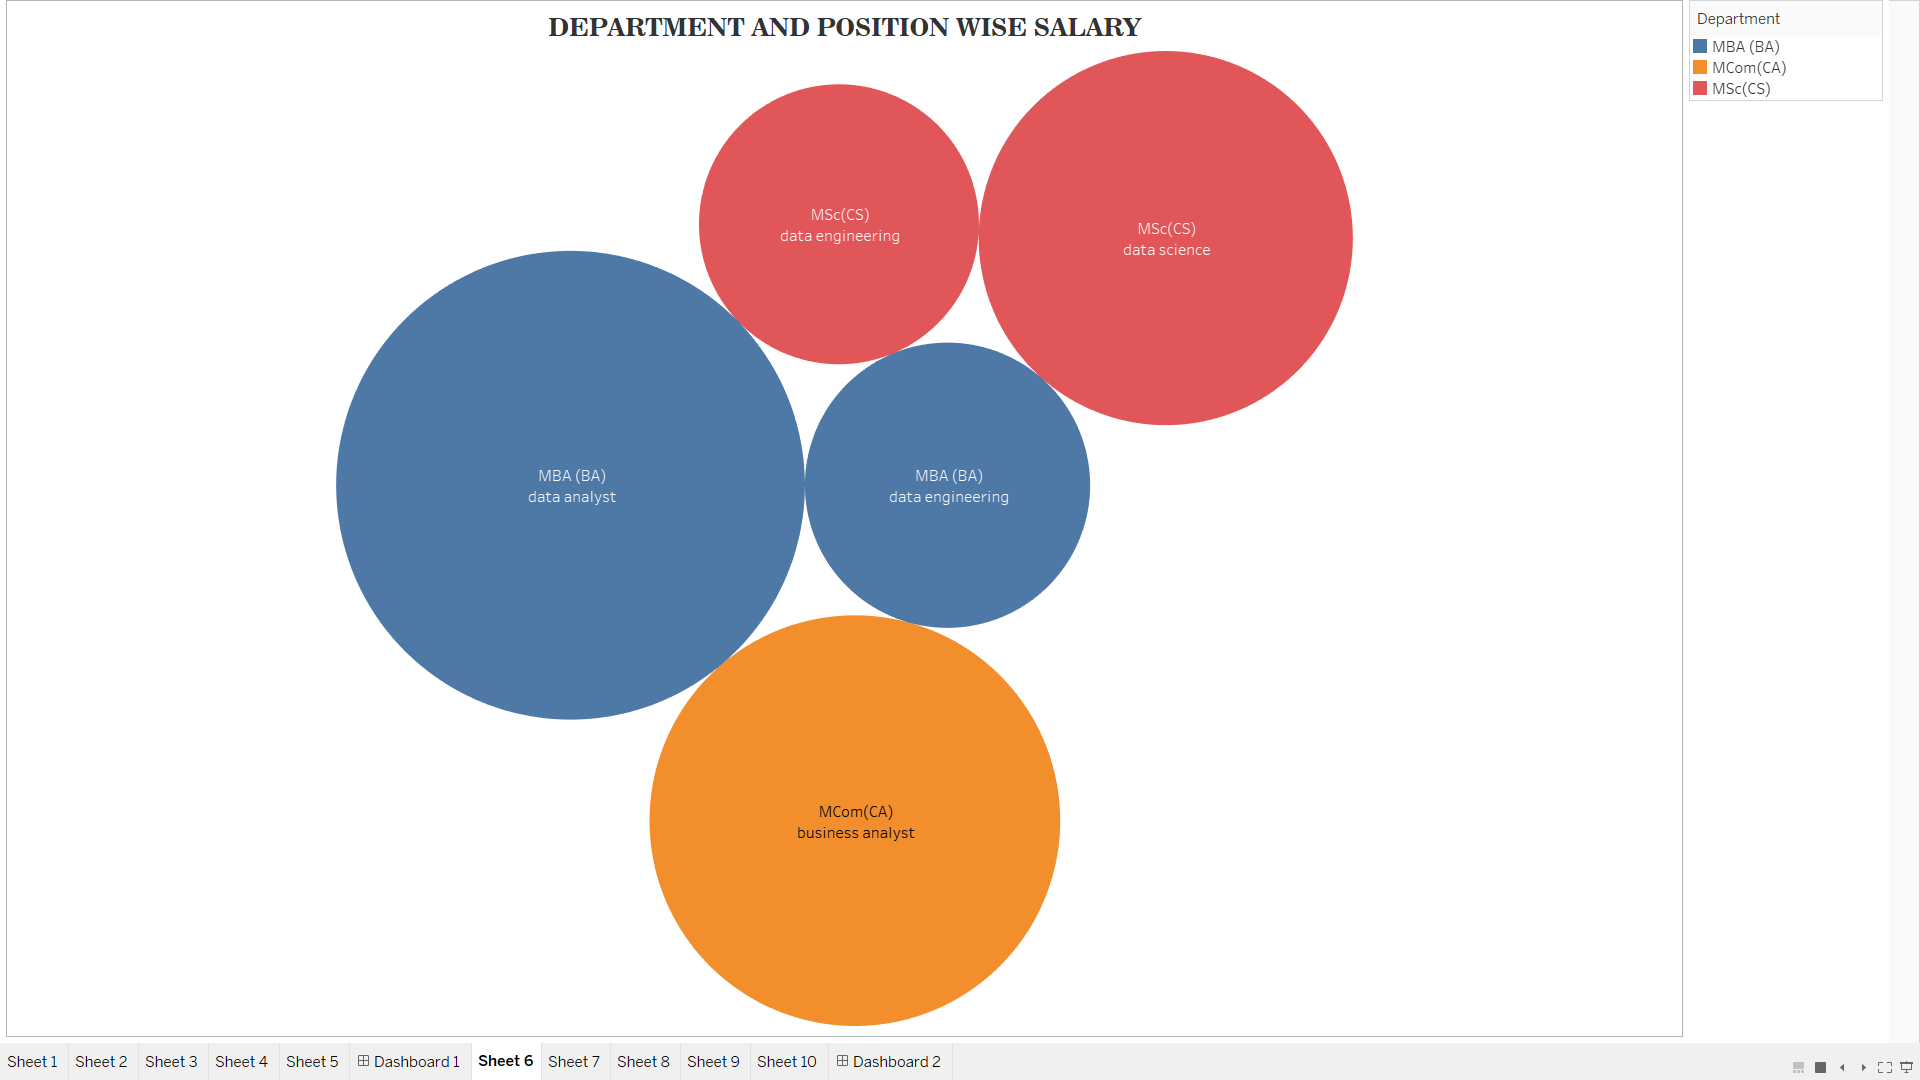 DEPARTMENT AND POSITION WISE SALARY
Department
MBA (BA)
MCom(CA)
MSc(CS)
MSc(CS)
data engineering
MSc(CS)
data science
MBA (BA)
data analyst
MBA (BA)
data engineering
MCom(CA)
business analyst
Sheet 1
Sheet 2
Sheet 3
Sheet 4
Sheet 5
Dashboard 1
Sheet 6
Sheet 7
Sheet 8
Sheet 9
Sheet 10
Dashboard 2